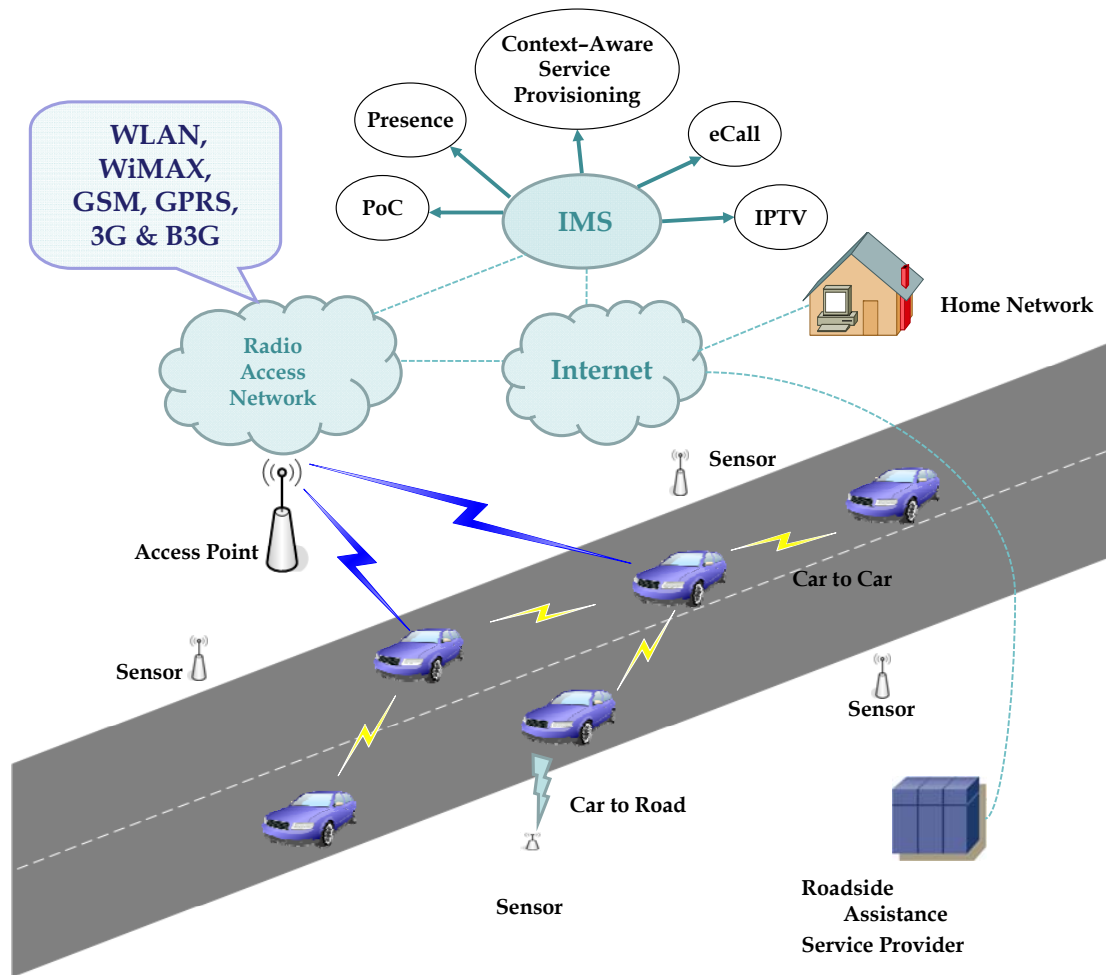 Context–Aware
Service
Provisioning
Presence
eCall
WLAN,
WiMAX,
GSM, GPRS,
3G & B3G
PoC
IMS
IPTV
Home Network
Radio
Access
Network
Internet
Sensor
Access Point
Car to Car
Sensor
Sensor
Car to Road
Sensor
Roadside
Assistance
Service Provider